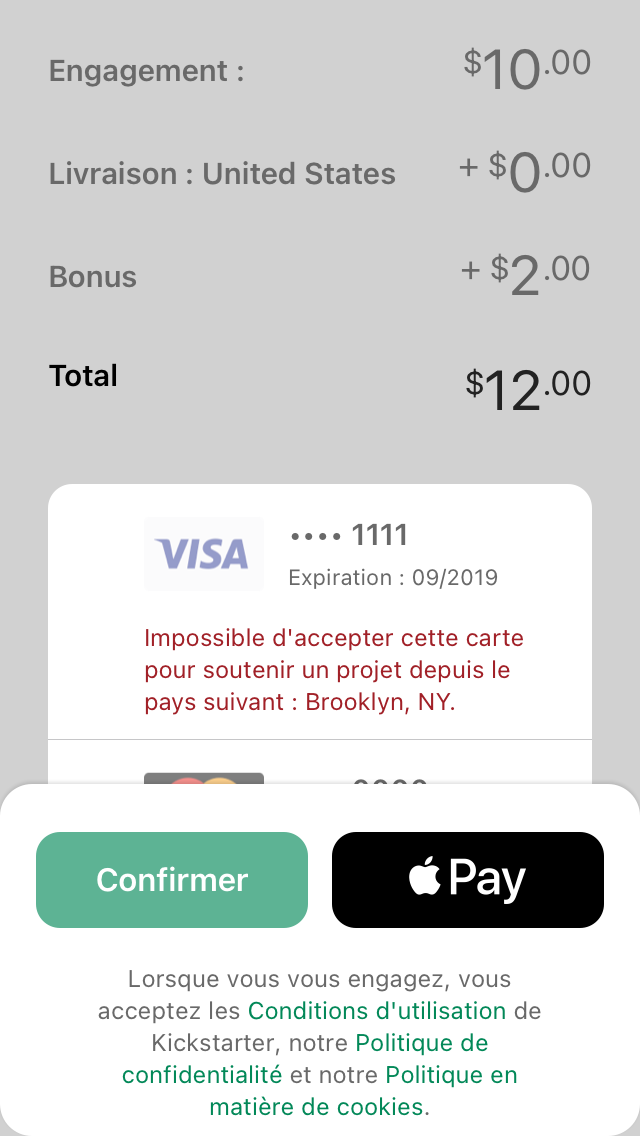 Engagement : $10.00
Livraison : United States + $0.00
Bonus + $2.00
Total $12.00
VISA •••• 1111
Expiration : 09/2019
Impossible d'accepter cette carte
pour soutenir un projet depuis le
pays suivant : Brooklyn, NY.
Confirmer Pay
Lorsque vous vous engagez, vous
acceptez les Conditions d'utilisation de
Kickstarter, notre Politique de
confidentialité et notre Politique en
matière de cookies.